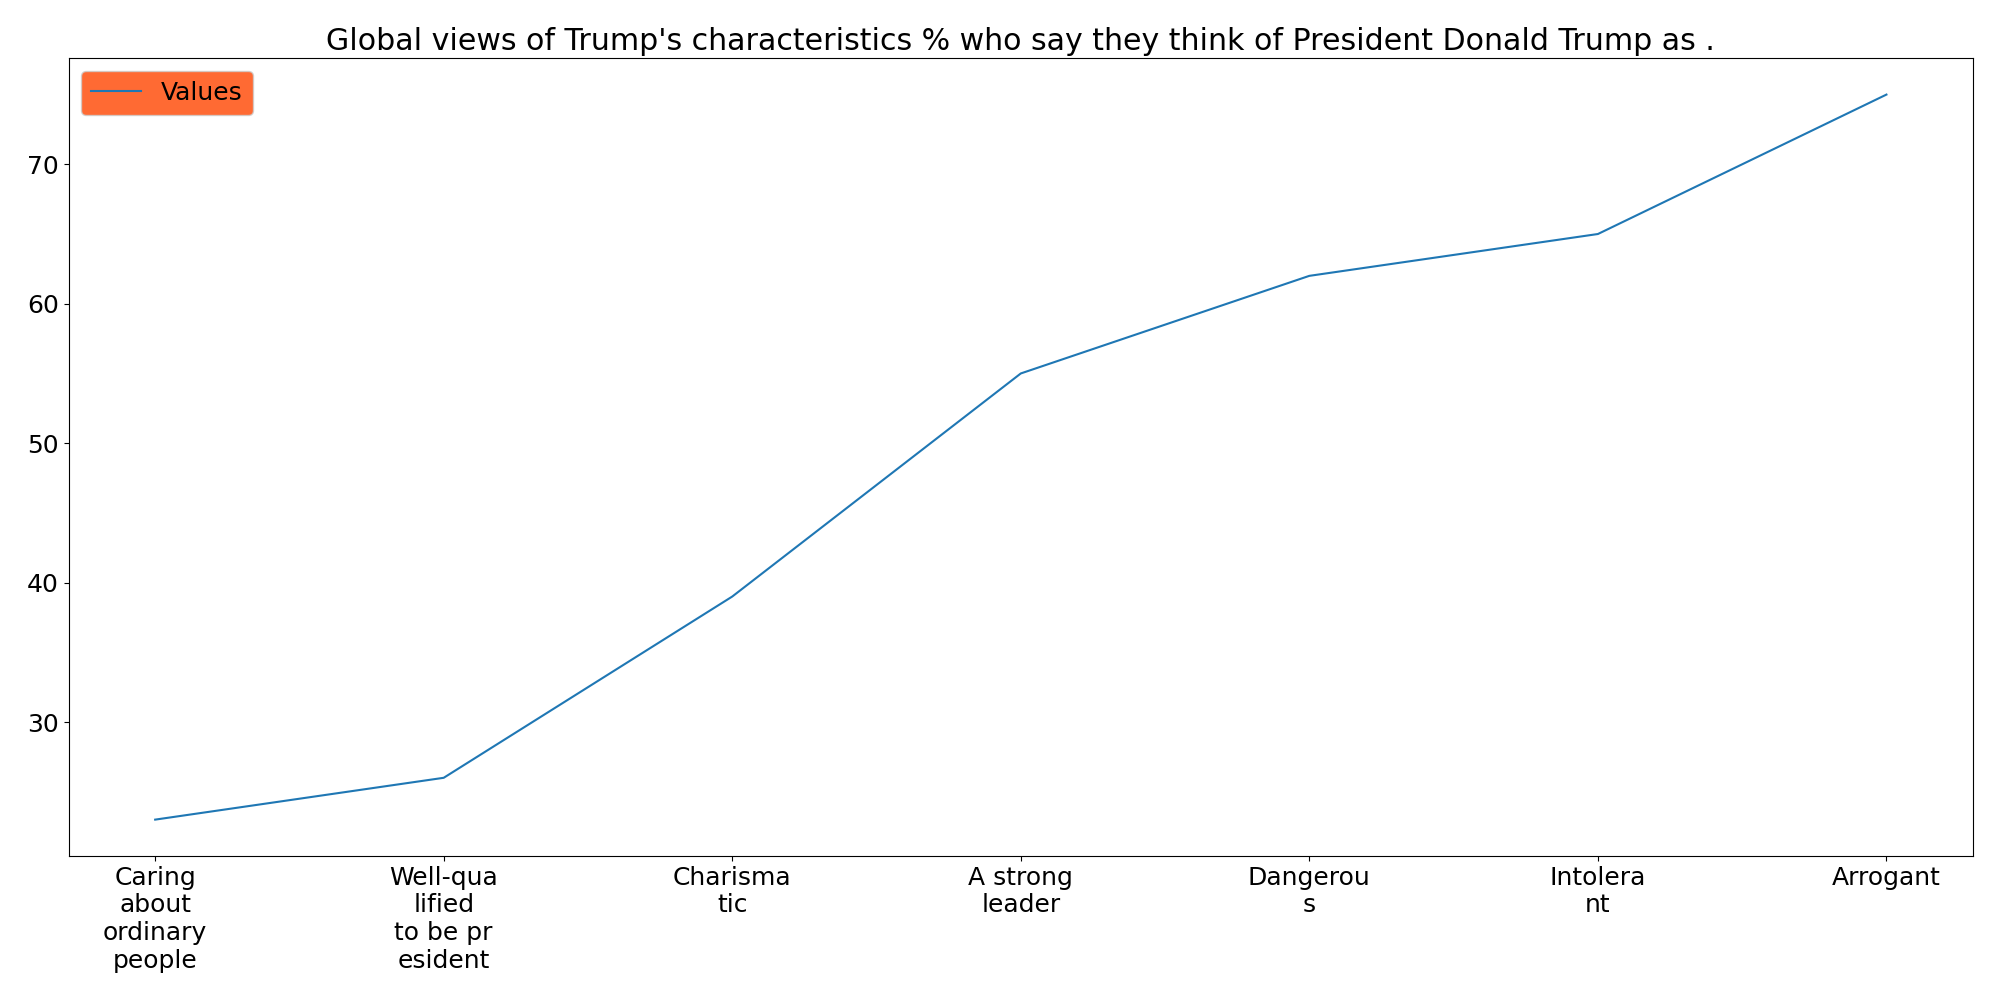 Global views of Trump's characteristics % who say they think of President Donald Trump as .
Values
70
60
50
40
30
Caring
about
ordinary
people
Well-qua
lified
to be pr
esident
Charisma
tic
A strong
leader
Dangerou
s
Intolera
nt
Arrogant